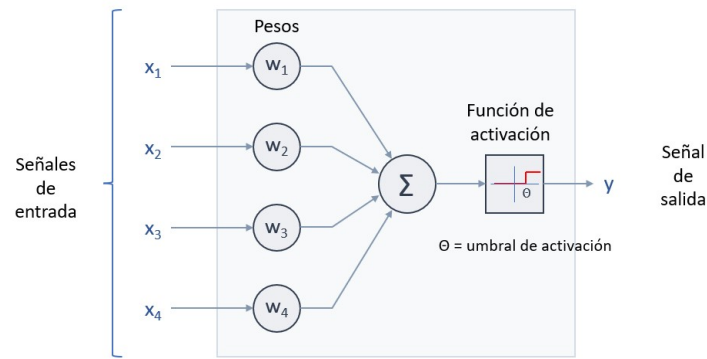 Pesos
x₁
w₁
x₂
w₂
x₃
w₃
x₄
w₄
Señales
de
entrada
Σ
Función de
activación
Θ
Θ = umbral de activación
y
Señal
de
salida